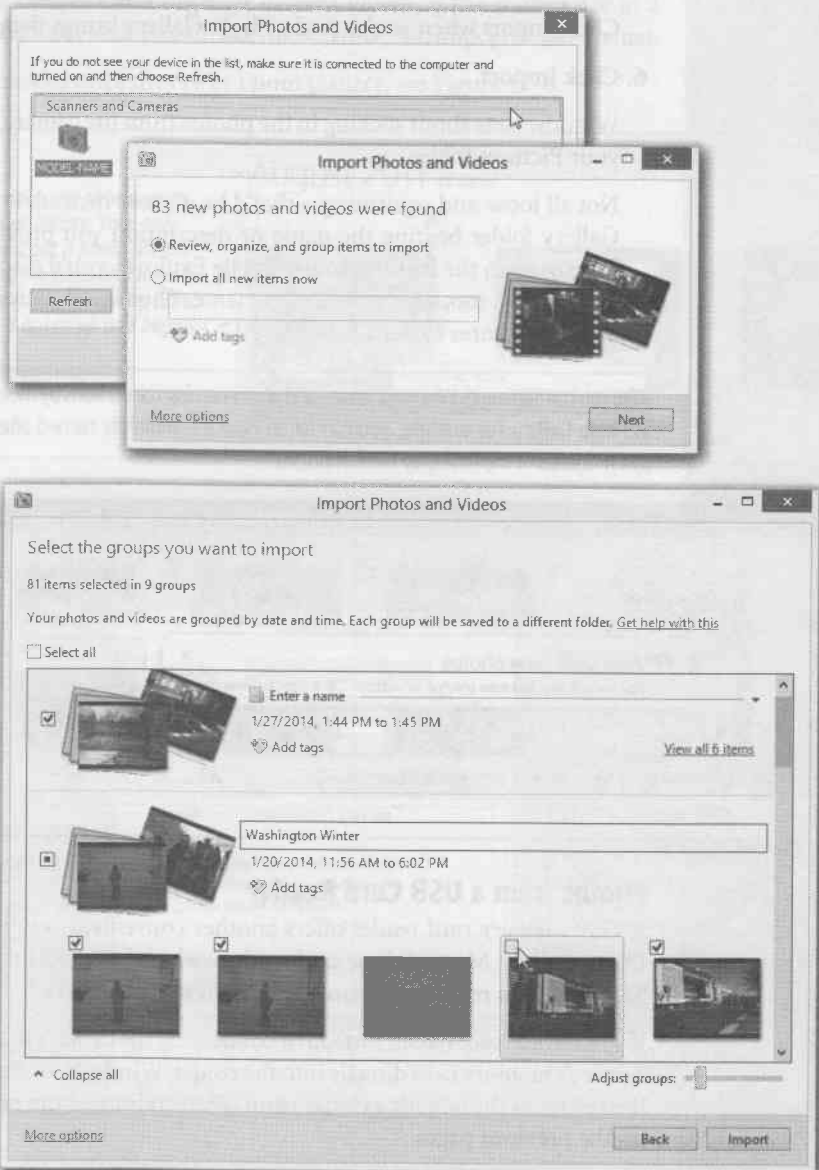 Import Photos and Videos
If you do not see your device in the list, make sure it is connected to the computer and
turned on and then choose Refresh.
Scanners and Cameras
MODEL-NAME
Refresh
Import Photos and Videos
83 new photos and videos were found
Review, organize, and group items to import
Import all new items now
Add tags
More options
Next
Import Photos and Videos
Select the groups you want to import
81 items selected in 9 groups
Your photos and videos are grouped by date and time. Each group will be saved to a different folder. Get help with this
Select all
Enter a name
1/27/2014, 1:44 PM to 1:45 PM
Add tags
View all 6 items
Washington Winter
1/20/2014, 11:56 AM to 6:02 PM
Add tags
Collapse all
Adjust groups:
More options
Back
Import